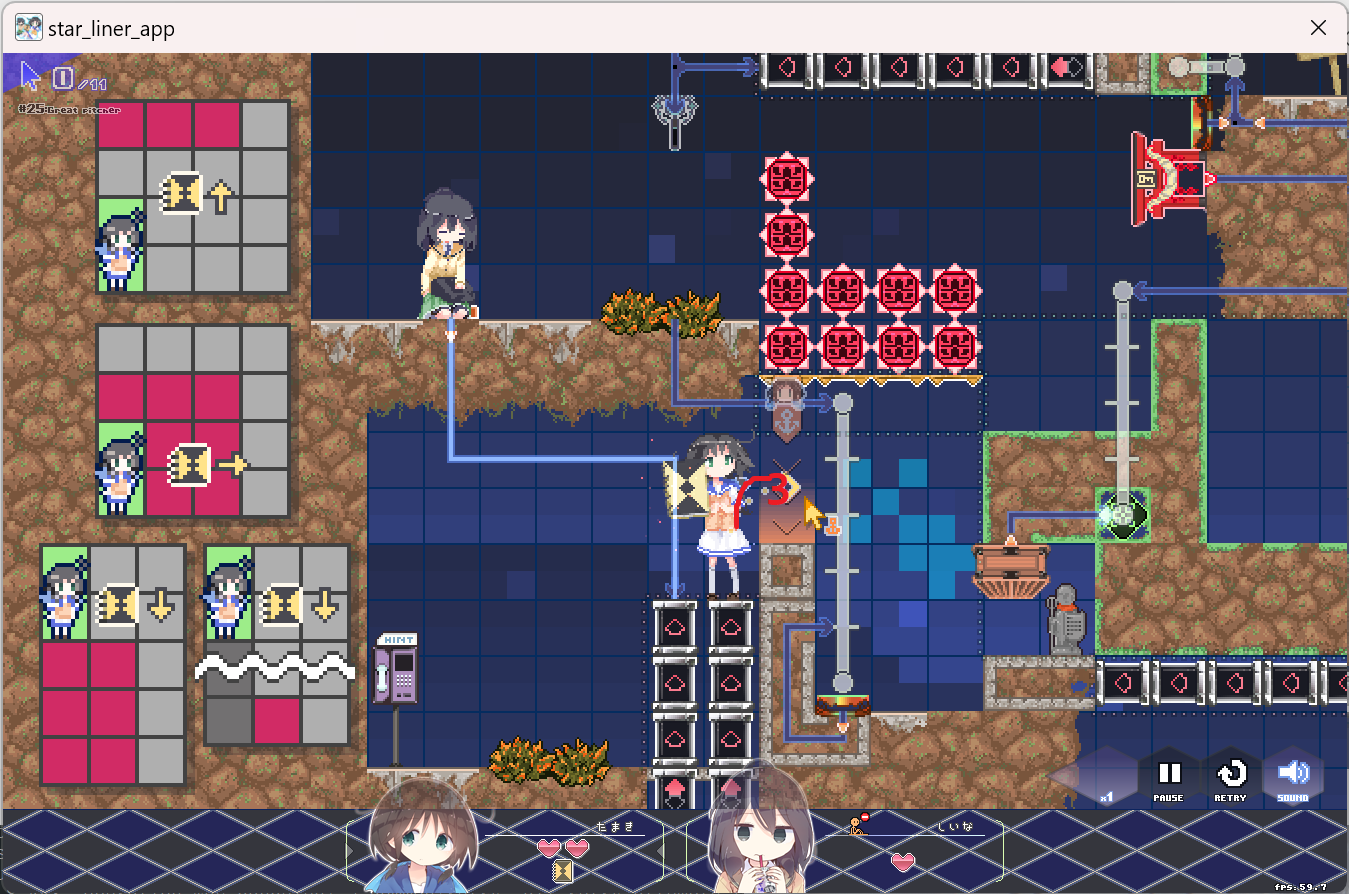 star_liner_app
0/11
#25:Great pitcher
HINT
x1
PAUSE
RETRY
SOUND
たまき
しいな
fps:59.7